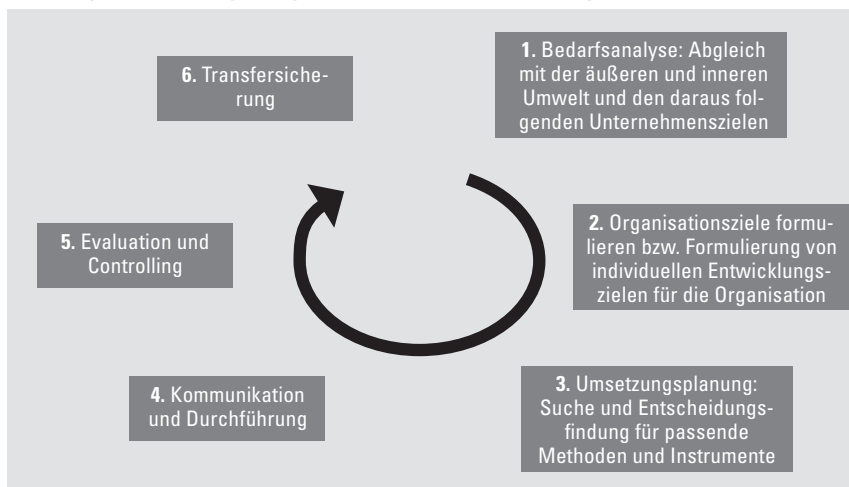 1. Bedarfsanalyse: Abgleich
mit der äußeren und inneren
Umwelt und den daraus fol-
genden Unternehmenszielen
2. Organisationsziele formu-
lieren bzw. Formulierung von
individuellen Entwicklungs-
zielen für die Organisation
3. Umsetzungsplanung:
Suche und Entscheidungs-
findung für passende
Methoden und Instrumente
4. Kommunikation
und Durchführung
5. Evaluation und
Controlling
6. Transfersiche-
rung